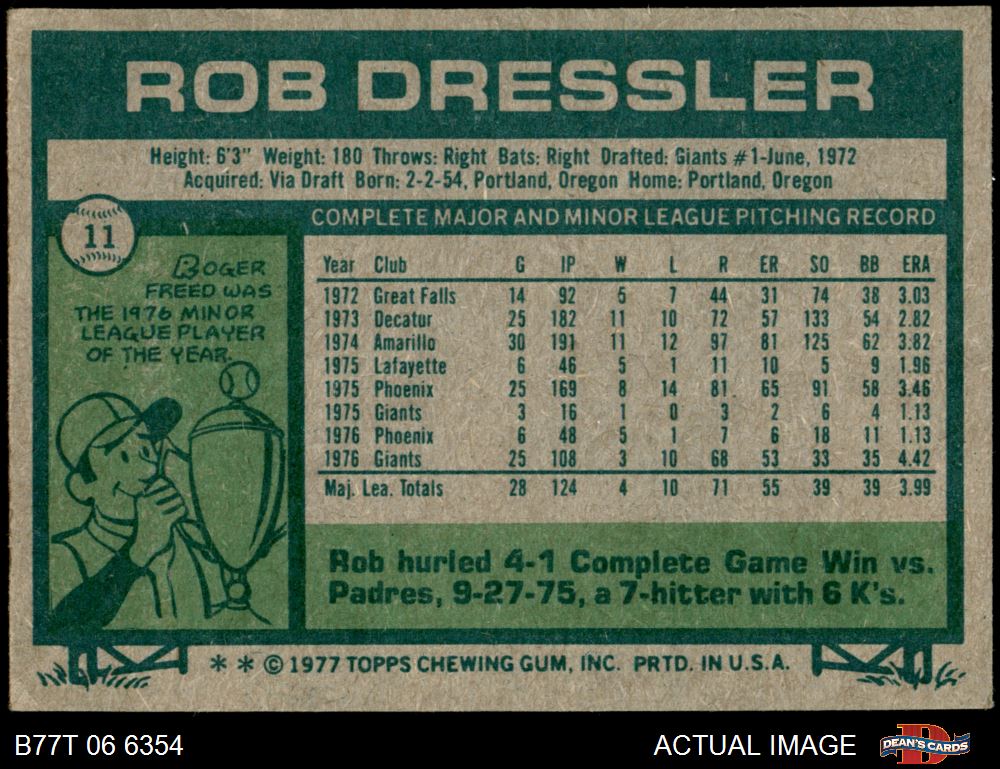 ROB DRESSLER
Height: 6'3" Weight: 180 Throws: Right Bats: Right Drafted: Giants #1-June, 1972
Acquired: Via Draft Born: 2-2-54, Portland, Oregon Home: Portland, Oregon
11
ROGER
FREED WAS
THE 1976 MINOR
LEAGUE PLAYER
OF THE YEAR.
COMPLETE MAJOR AND MINOR LEAGUE PITCHING RECORD
Year Club G IP W L R ER SO BB ERA
1972 Great Falls 14 92 5 7 44 31 74 38 3.03
1973 Decatur 25 182 11 10 72 57 133 54 2.82
1974 Amarillo 30 191 11 12 97 81 125 62 3.82
1975 Lafayette 6 46 5 1 11 10 5 9 1.96
1975 Phoenix 25 169 8 14 81 65 91 58 3.46
1975 Giants 3 16 1 0 3 2 6 4 1.13
1976 Phoenix 6 48 5 1 7 6 18 11 1.13
1976 Giants 25 108 3 10 68 53 33 35 4.42
Maj. Lea. Totals 28 124 4 10 71 55 39 39 3.99
Rob hurled 4-1 Complete Game Win vs.
Padres, 9-27-75, a 7-hitter with 6 K's.
* * © 1977 TOPPS CHEWING GUM, INC. PRTD. IN U.S.A.
B77T 06 6354 ACTUAL IMAGE D DEAN'S CARDS